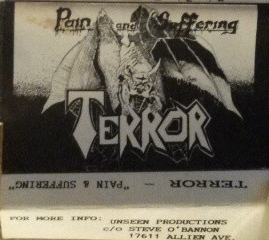 Pain and Suffering
TERROR
TERROR - "PAIN & SUFFERING"
FOR MORE INFO: UNSEEN PRODUCTIONS
c/o STEVE O'BANNON
17611 ALLIEN AVE.